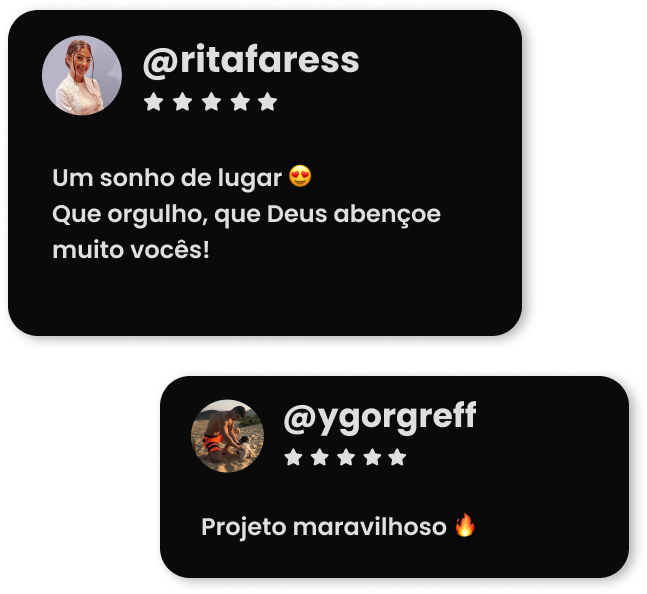 @ritafaress
Um sonho de lugar 😍
Que orgulho, que Deus abençoe
muito vocês!
@ygorgreff
Projeto maravilhoso 🔥